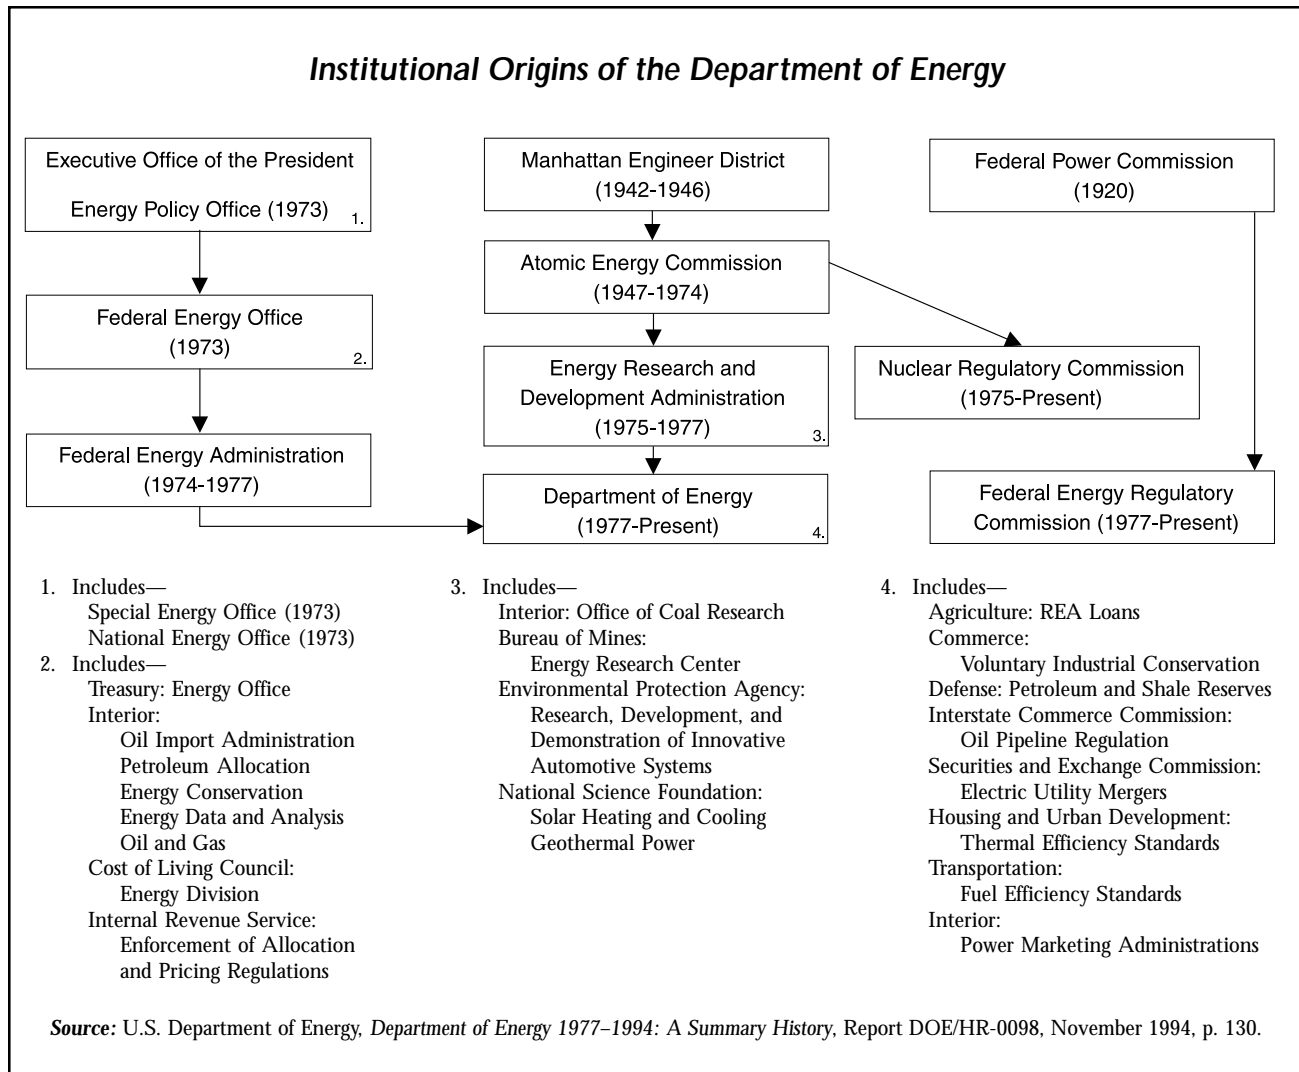 Institutional Origins of the Department of Energy
Executive Office of the President
Energy Policy Office (1973)
1.
Federal Energy Office
(1973)
2.
Federal Energy Administration
(1974-1977)
Manhattan Engineer District
(1942-1946)
Atomic Energy Commission
(1947-1974)
Energy Research and
Development Administration
(1975-1977)
3.
Department of Energy
(1977-Present)
4.
Federal Power Commission
(1920)
Nuclear Regulatory Commission
(1975-Present)
Federal Energy Regulatory
Commission (1977-Present)
1. Includes—
Special Energy Office (1973)
National Energy Office (1973)
2. Includes—
Treasury: Energy Office
Interior:
Oil Import Administration
Petroleum Allocation
Energy Conservation
Energy Data and Analysis
Oil and Gas
Cost of Living Council:
Energy Division
Internal Revenue Service:
Enforcement of Allocation
and Pricing Regulations
3. Includes—
Interior: Office of Coal Research
Bureau of Mines:
Energy Research Center
Environmental Protection Agency:
Research, Development, and
Demonstration of Innovative
Automotive Systems
National Science Foundation:
Solar Heating and Cooling
Geothermal Power
4. Includes—
Agriculture: REA Loans
Commerce:
Voluntary Industrial Conservation
Defense: Petroleum and Shale Reserves
Interstate Commerce Commission:
Oil Pipeline Regulation
Securities and Exchange Commission:
Electric Utility Mergers
Housing and Urban Development:
Thermal Efficiency Standards
Transportation:
Fuel Efficiency Standards
Interior:
Power Marketing Administrations
Source: U.S. Department of Energy, Department of Energy 1977–1994: A Summary History, Report DOE/HR-0098, November 1994, p. 130.